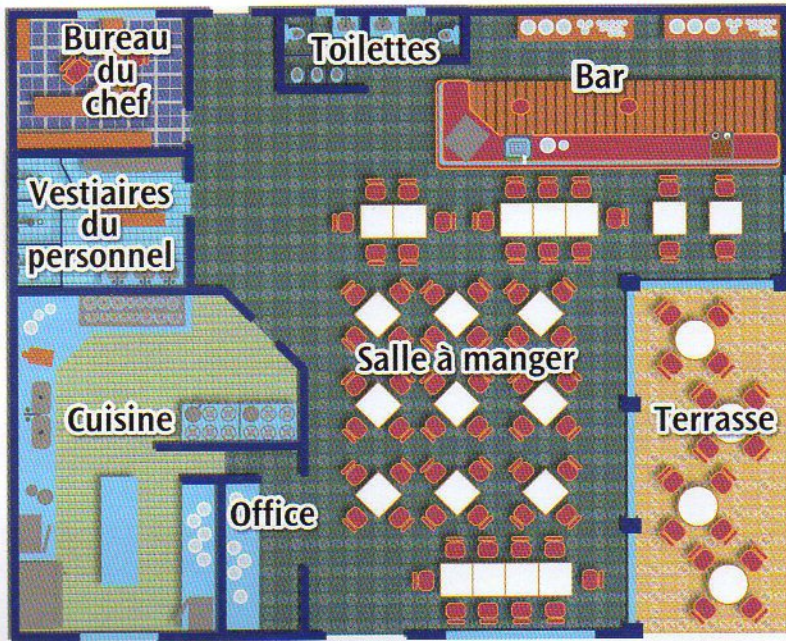 Bureau
du
chef
Toilettes
Bar
Vestiaires
du
personnel
Salle à manger
Cuisine
Terrasse
Office